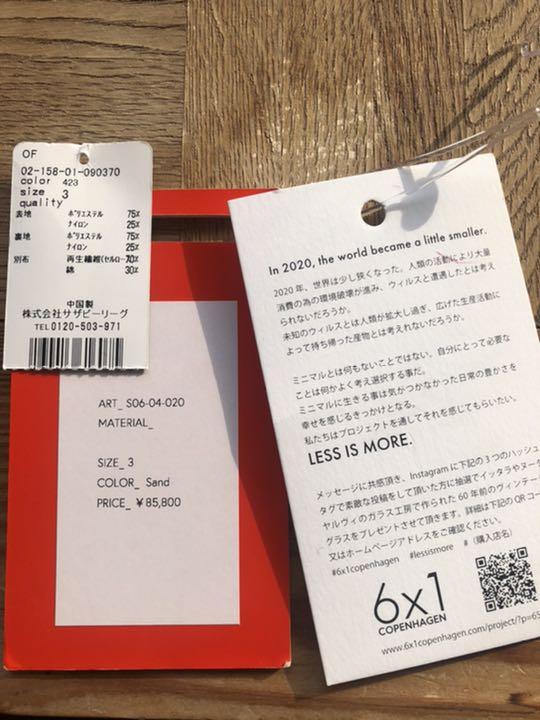 OF
02-158-01-090370
color 423
size 3
quality
表地 ポリエステル 75%
ナイロン 25%
裏地 ポリエステル 75%
ナイロン 25%
別布 再生繊維(セルロー 70%
綿 30%
中国製
株式会社サザビーリーグ
TEL0120-503-971
ART_ S06-04-020
MATERIAL_
SIZE_ 3
COLOR_ Sand
PRICE_ ￥85,800
In 2020, the world became a little smaller.
2020年、世界は少し狭くなった。人類の活動により大量
消費の為の環境破壊が進み、ウィルスと遭遇したとは考え
られないだろうか。
未知のウィルスとは人類が拡大し過ぎ、広げた生産活動に
よって持ち帰った産物とは考えれないだろうか。
ミニマルとは何もないことではない。自分にとって必要な
ことは何かよく考え選択する事だ。
ミニマルに生きる事は気がつかなかった日常の豊かさを
幸せを感じるきっかけとなる。
私たちはプロジェクトを通してそれを感じてもらいたい。
LESS IS MORE.
メッセージに共感頂き、Instagramに下記の3つのハッシュ
タグで素敵な投稿をして頂いた方に抽選でイッタラやヌータ
ヤルヴィのガラス工房で作られた60年前のヴィンテー
グラスをプレゼントさせて頂きます。詳細は下記のQRコー
又はホームページアドレスをご確認ください。
#6x1copenhagen #lessismore #（購入店名）
6x1
COPENHAGEN
www.6x1copenhagen.com/project/?p=65